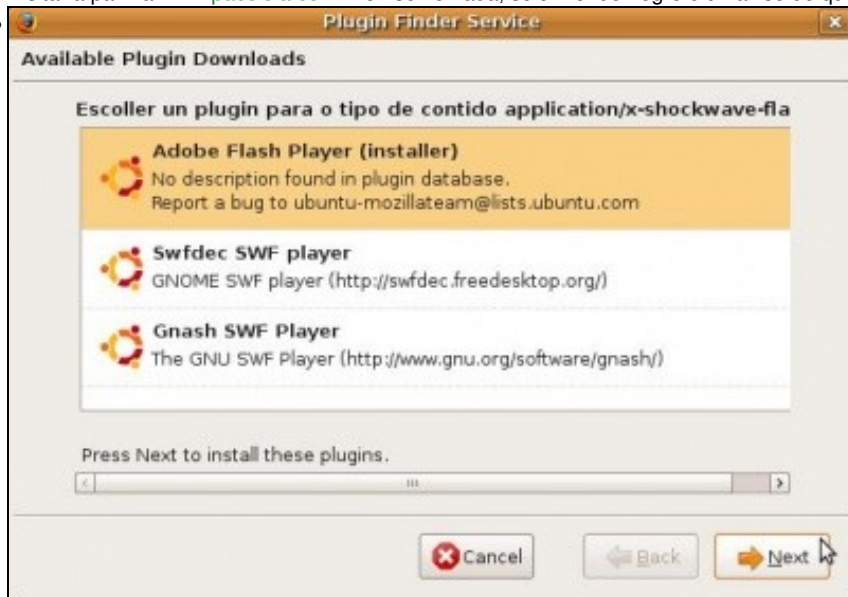 Plugin Finder Service
Available Plugin Downloads
Escoller un plugin para o tipo de contido application/x-shockwave-fla
Adobe Flash Player (installer)
No description found in plugin database.
Report a bug to ubuntu-mozillateam@lists.ubuntu.com
Swfdec SWF player
GNOME SWF player (http://swfdec.freedesktop.org/)
Gnash SWF Player
The GNU SWF Player (http://www.gnu.org/software/gnash/)
Press Next to install these plugins.
Cancel
Back
Next